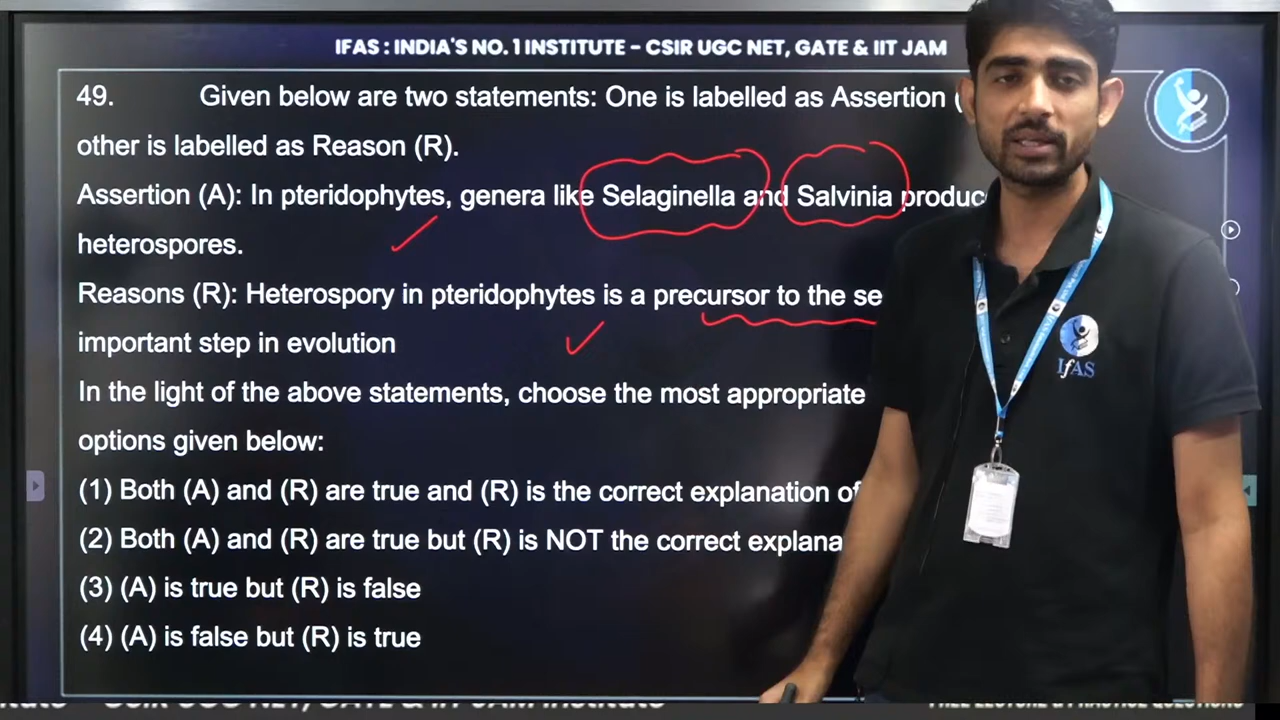 IFAS : INDIA'S NO. 1 INSTITUTE – CSIR UGC NET, GATE & IIT JAM
49. Given below are two statements: One is labelled as Assertion (
other is labelled as Reason (R).
Assertion (A): In pteridophytes, genera like Selaginella and Salvinia produc
heterospores.
Reasons (R): Heterospory in pteridophytes is a precursor to the se
important step in evolution
In the light of the above statements, choose the most appropriate
options given below:
(1) Both (A) and (R) are true and (R) is the correct explanation of
(2) Both (A) and (R) are true but (R) is NOT the correct explana
(3) (A) is true but (R) is false
(4) (A) is false but (R) is true
IfAS